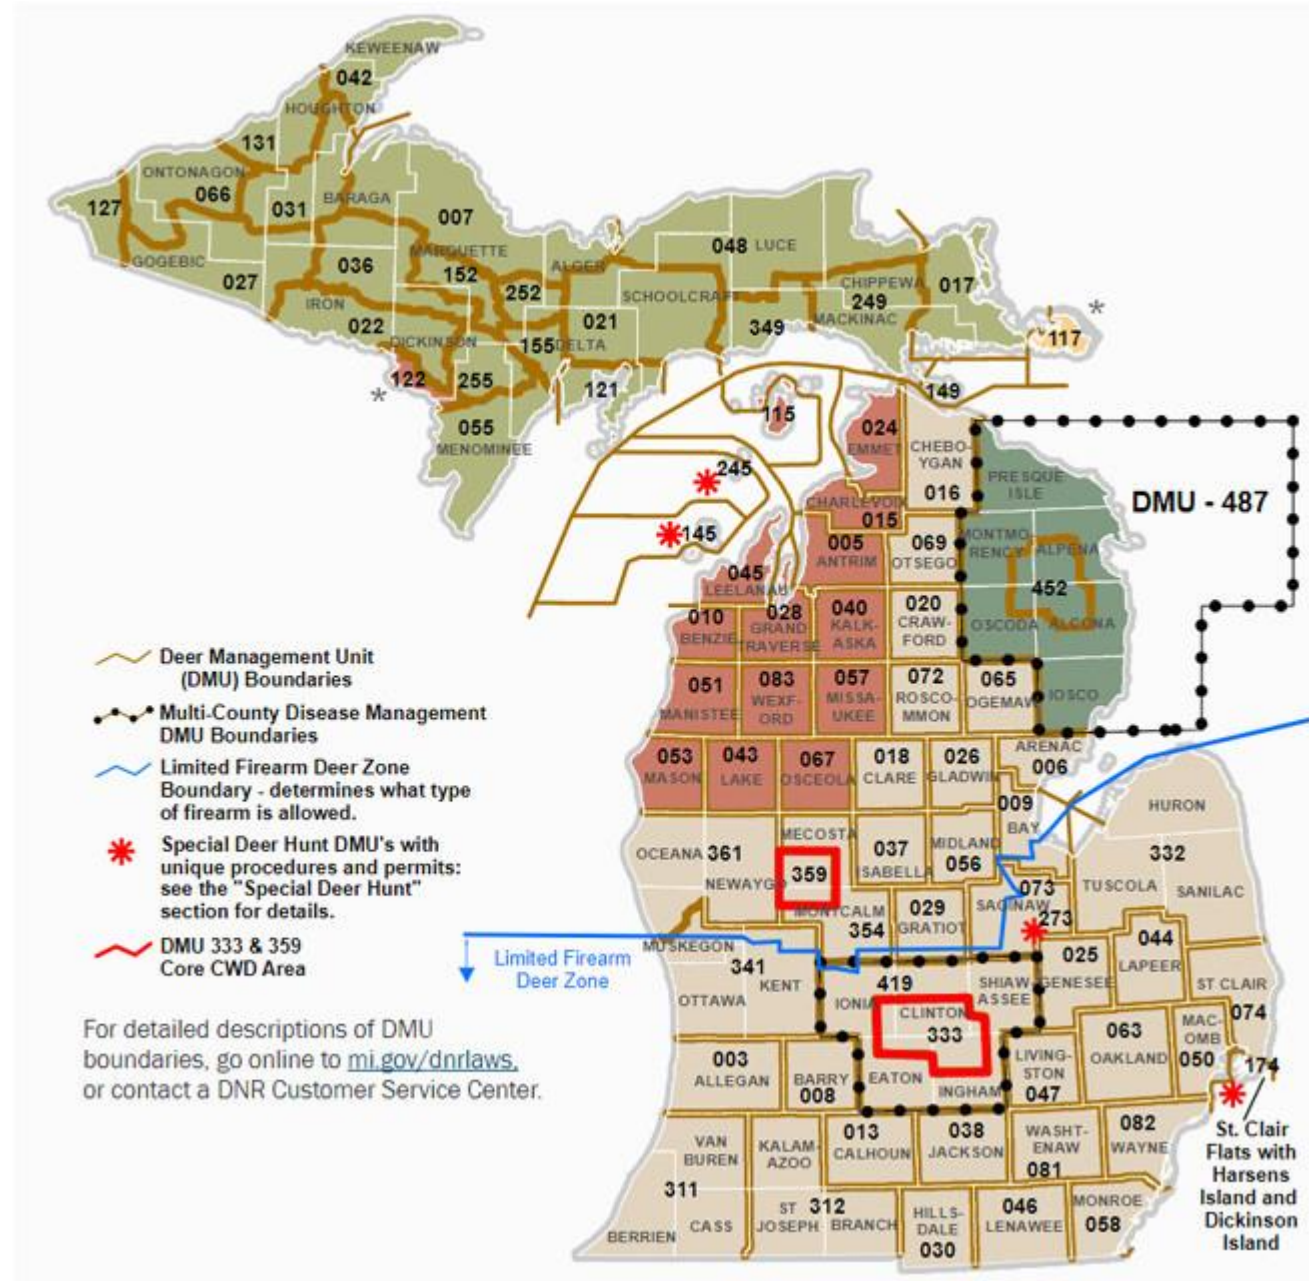 KEWEENAW
042
HOUGHTON
131
ONTONAGON
066
127
031
BARAGA
007
GOGEBIC
027
036
MARQUETTE
152
252
ALGER
048 LUCE
IRON
022
DICKINSON
SCHOOLCRAFT
021
155 DELTA
CHIPPEWA
249
MACKINAC
349
017
*
117
122
*
255
121
055
MENOMINEE
149
115
024
EMMET
CHEBO-
YGAN
016
245
145
PRESQUE
ISLE
DMU - 487
CHARLEVOIX
015
005
ANTRIM
069
OTSEGO
MONTMO-
RENCY
ALPENA
452
045
LEELANAU
010
BENZIE
028
GRAND
TRAVERSE
040
KALK-
ASKA
020
CRAW-
FORD
OSCODA
ALCONA
051
MANISTEE
083
WEXF-
ORD
057
MISSA-
UKEE
072
ROSCO-
MMON
065
OGEMAW
IOSCO
053
MASON
043
LAKE
067
OSCEOLA
018
CLARE
026
GLADWIN
ARENAC
006
009
BAY
HURON
OCEANA 361
NEWAYGO
MECOSTA
359
037
ISABELLA
MIDLAND
056
332
TUSCOLA
SANILAC
MONTCALM
354
029
GRATIOT
073
SAGINAW
273
MUSKEGON
341
KENT
OTTAWA
419
IONIA
CLINTON
333
SHIAW-
ASSEE
025
GENESEE
044
LAPEER
ST CLAIR
074
003
ALLEGAN
BARRY
008
EATON
INGHAM
LIVING-
STON
047
063
OAKLAND
MAC-
OMB
050
174
VAN
BUREN
KALAM-
AZOO
013
CALHOUN
038
JACKSON
WASHT-
ENAW
081
082
WAYNE
311
BERRIEN
CASS
ST
JOSEPH
312
BRANCH
HILLS-
DALE
030
046
LENAWEE
MONROE
058
St. Clair
Flats with
Harsens
Island and
Dickinson
Island
Limited Firearm
Deer Zone
Deer Management Unit
(DMU) Boundaries
Multi-County Disease Management
DMU Boundaries
Limited Firearm Deer Zone
Boundary - determines what type
of firearm is allowed.
Special Deer Hunt DMU's with
unique procedures and permits:
see the "Special Deer Hunt"
section for details.
DMU 333 & 359
Core CWD Area
For detailed descriptions of DMU
boundaries, go online to mi.gov/dnrlaws,
or contact a DNR Customer Service Center.